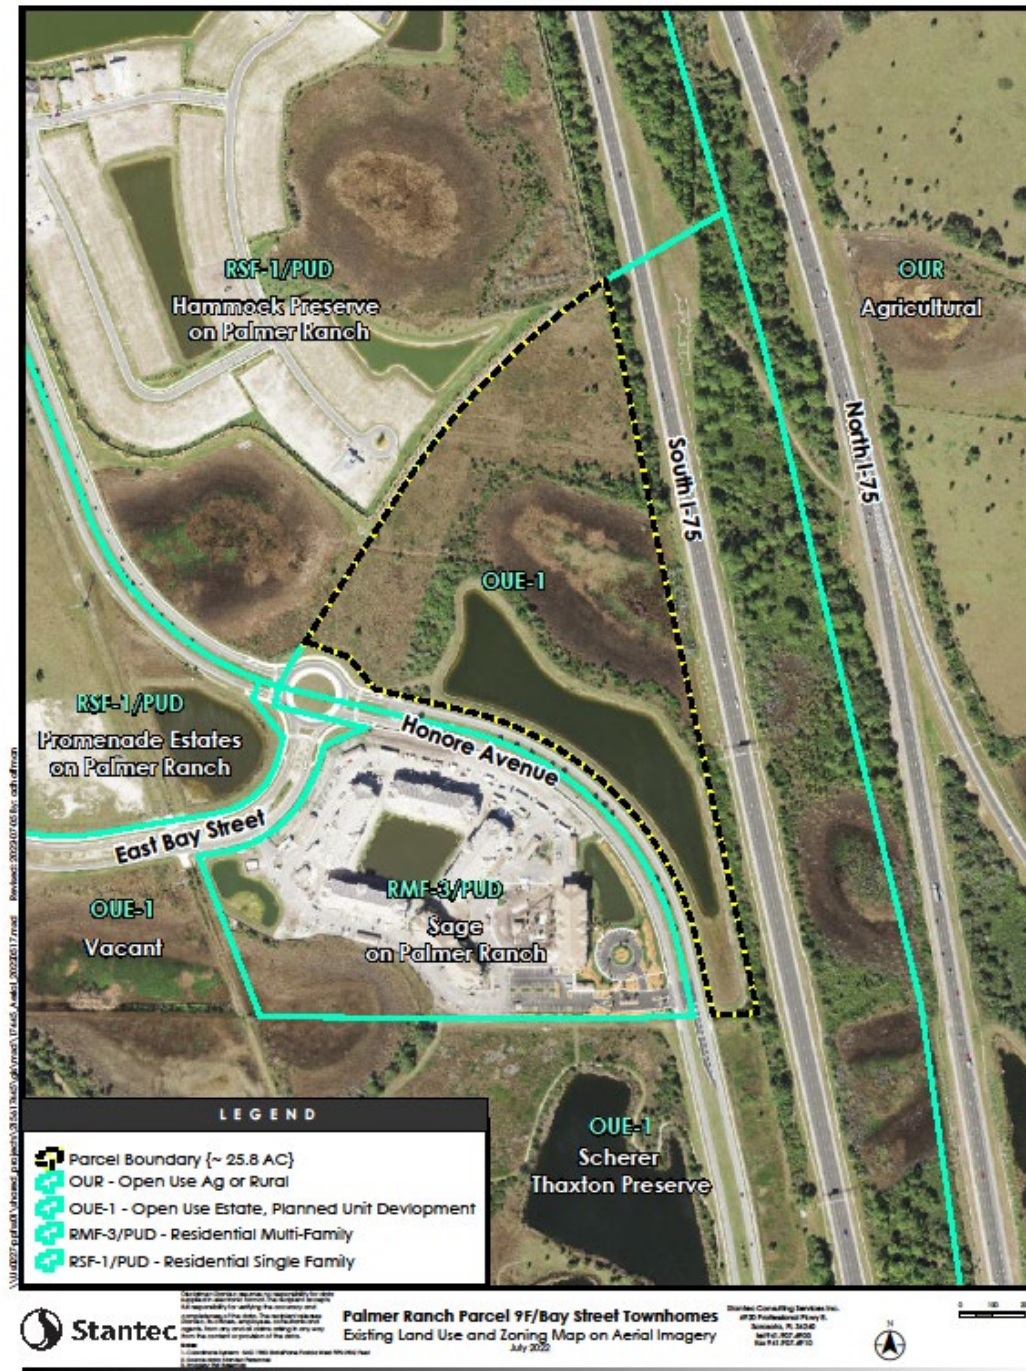 RSF-1/PUD
Hammock Preserve
on Palmer Ranch
OUR
Agricultural
South I-75
North I-75
OUE-1
RSF-1/PUD
Promenade Estates
on Palmer Ranch
Honore Avenue
East Bay Street
OUE-1
Vacant
RMF-3/PUD
Sage
on Palmer Ranch
OUE-1
Scherer
Thaxton Preserve
LEGEND
Parcel Boundary {~ 25.8 AC}
OUR - Open Use Ag or Rural
OUE-1 - Open Use Estate, Planned Unit Devlopment
RMF-3/PUD - Residential Multi-Family
RSF-1/PUD - Residential Single Family
Stantec
Palmer Ranch Parcel 9F/Bay Street Townhomes
Existing Land Use and Zoning Map on Aerial Imagery
July 2022
Stantec Consulting Services Inc.
N
0